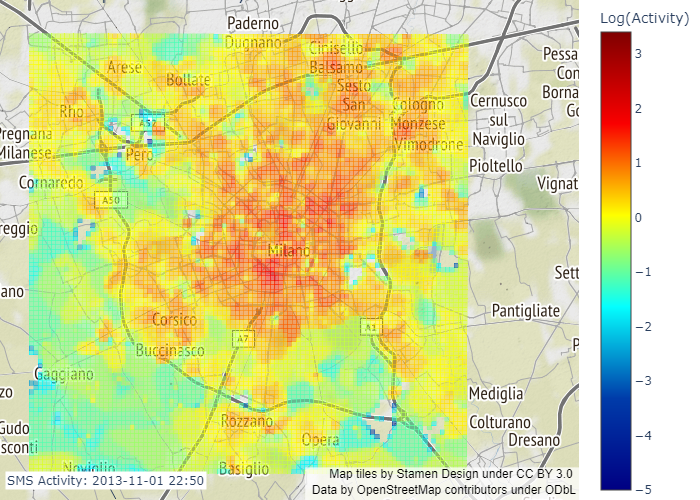 Log(Activity)
Paderno
Dugnano
Cinisello
Balsamo
Arese
Bollate
Sesto
San
Giovanni
Pessa
Con
Borna
Go
Rho
A52
Cologno
Monzese
Cernusco
sul
Naviglio
Pregnana
Milanese
Pero
Vimodrone
Pioltello
Cornaredo
A50
Vignat
reggio
Milano
Sett
ano
Corsico
A7
A1
Pantigliate
Buccinasco
P
Gaggiano
zo
Mediglia
Gudo
sconti
Rozzano
Opera
Colturano
Dresano
Noviglio
Basiglio
SMS Activity: 2013-11-01 22:50
Map tiles by Stamen Design under CC BY 3.0
Data by OpenStreetMap contributors under ODbL
3
2
1
0
−1
−2
−3
−4
−5